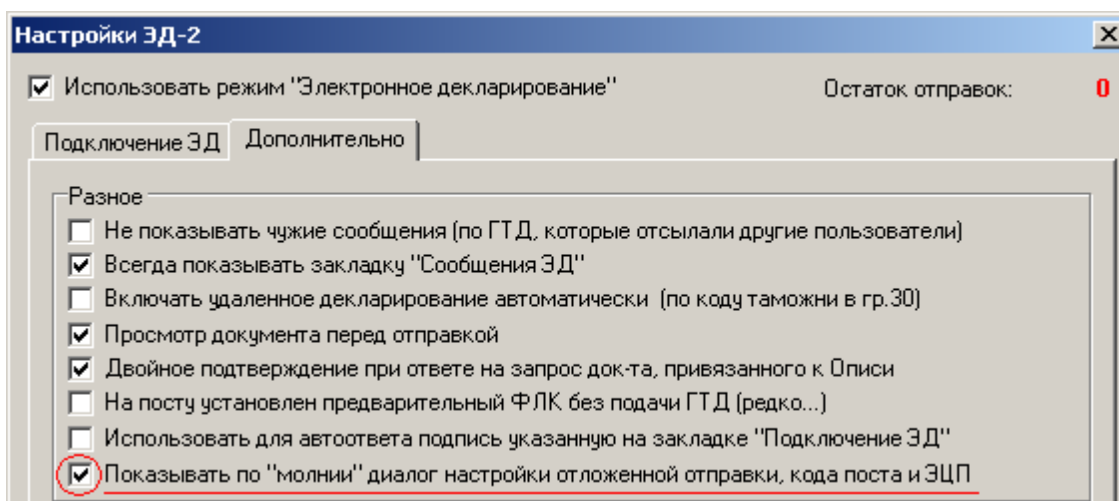 Настройки ЭД-2
Использовать режим "Электронное декларирование" Остаток отправок: 0
Подключение ЭД Дополнительно
Разное
Не показывать чужие сообщения (по ГТД, которые отсылали другие пользователи)
Всегда показывать закладку "Сообщения ЭД"
Включать удаленное декларирование автоматически (по коду таможни в гр.30)
Просмотр документа перед отправкой
Двойное подтверждение при ответе на запрос док-та, привязанного к Описи
На посту установлен предварительный ФЛК без подачи ГТД (редко...)
Использовать для автоответа подпись указанную на закладке "Подключение ЭД"
Показывать по "молнии" диалог настройки отложенной отправки, кода поста и ЭЦП